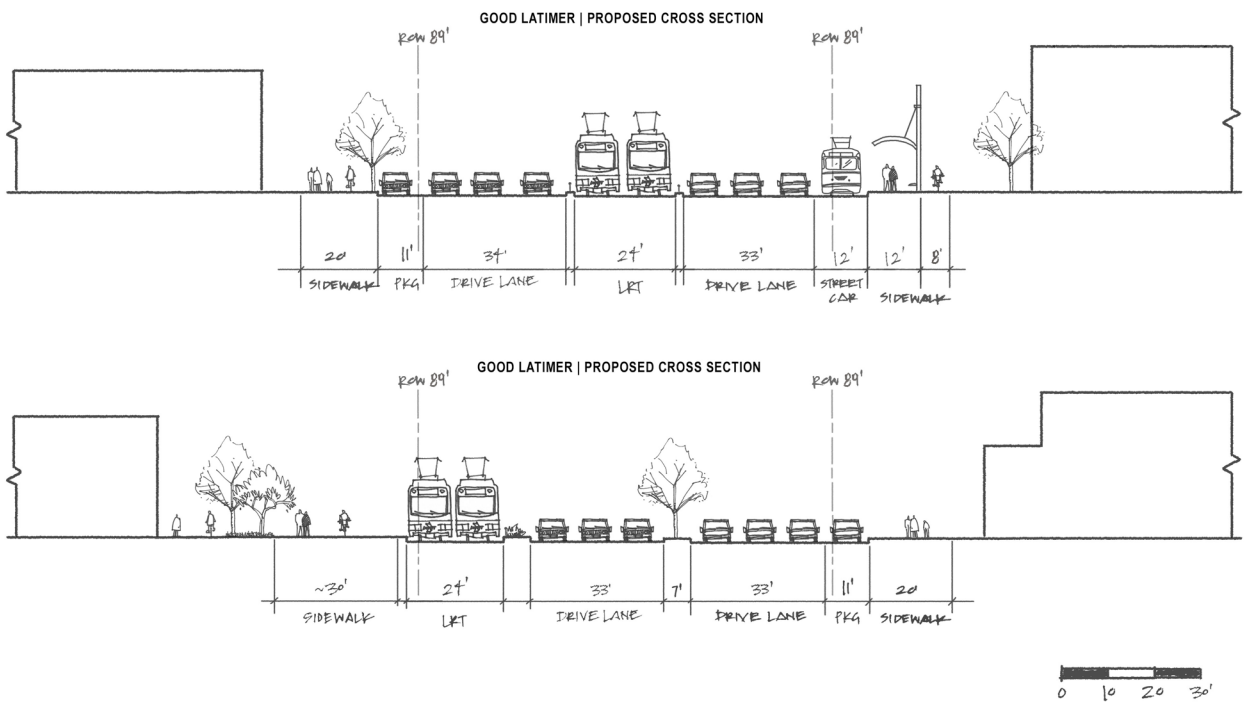 GOOD LATIMER | PROPOSED CROSS SECTION
ROW 89' ROW 89'
20' 11' 34' 24' 33' 12' 12' 8'
SIDEWALK PKG DRIVE LANE LRT DRIVE LANE STREET CAR SIDEWALK
GOOD LATIMER | PROPOSED CROSS SECTION
ROW 89' ROW 89'
~30' 24' 33' 7' 33' 11' 20'
SIDEWALK LRT DRIVE LANE DRIVE LANE PKG SIDEWALK
0 10 20 30'